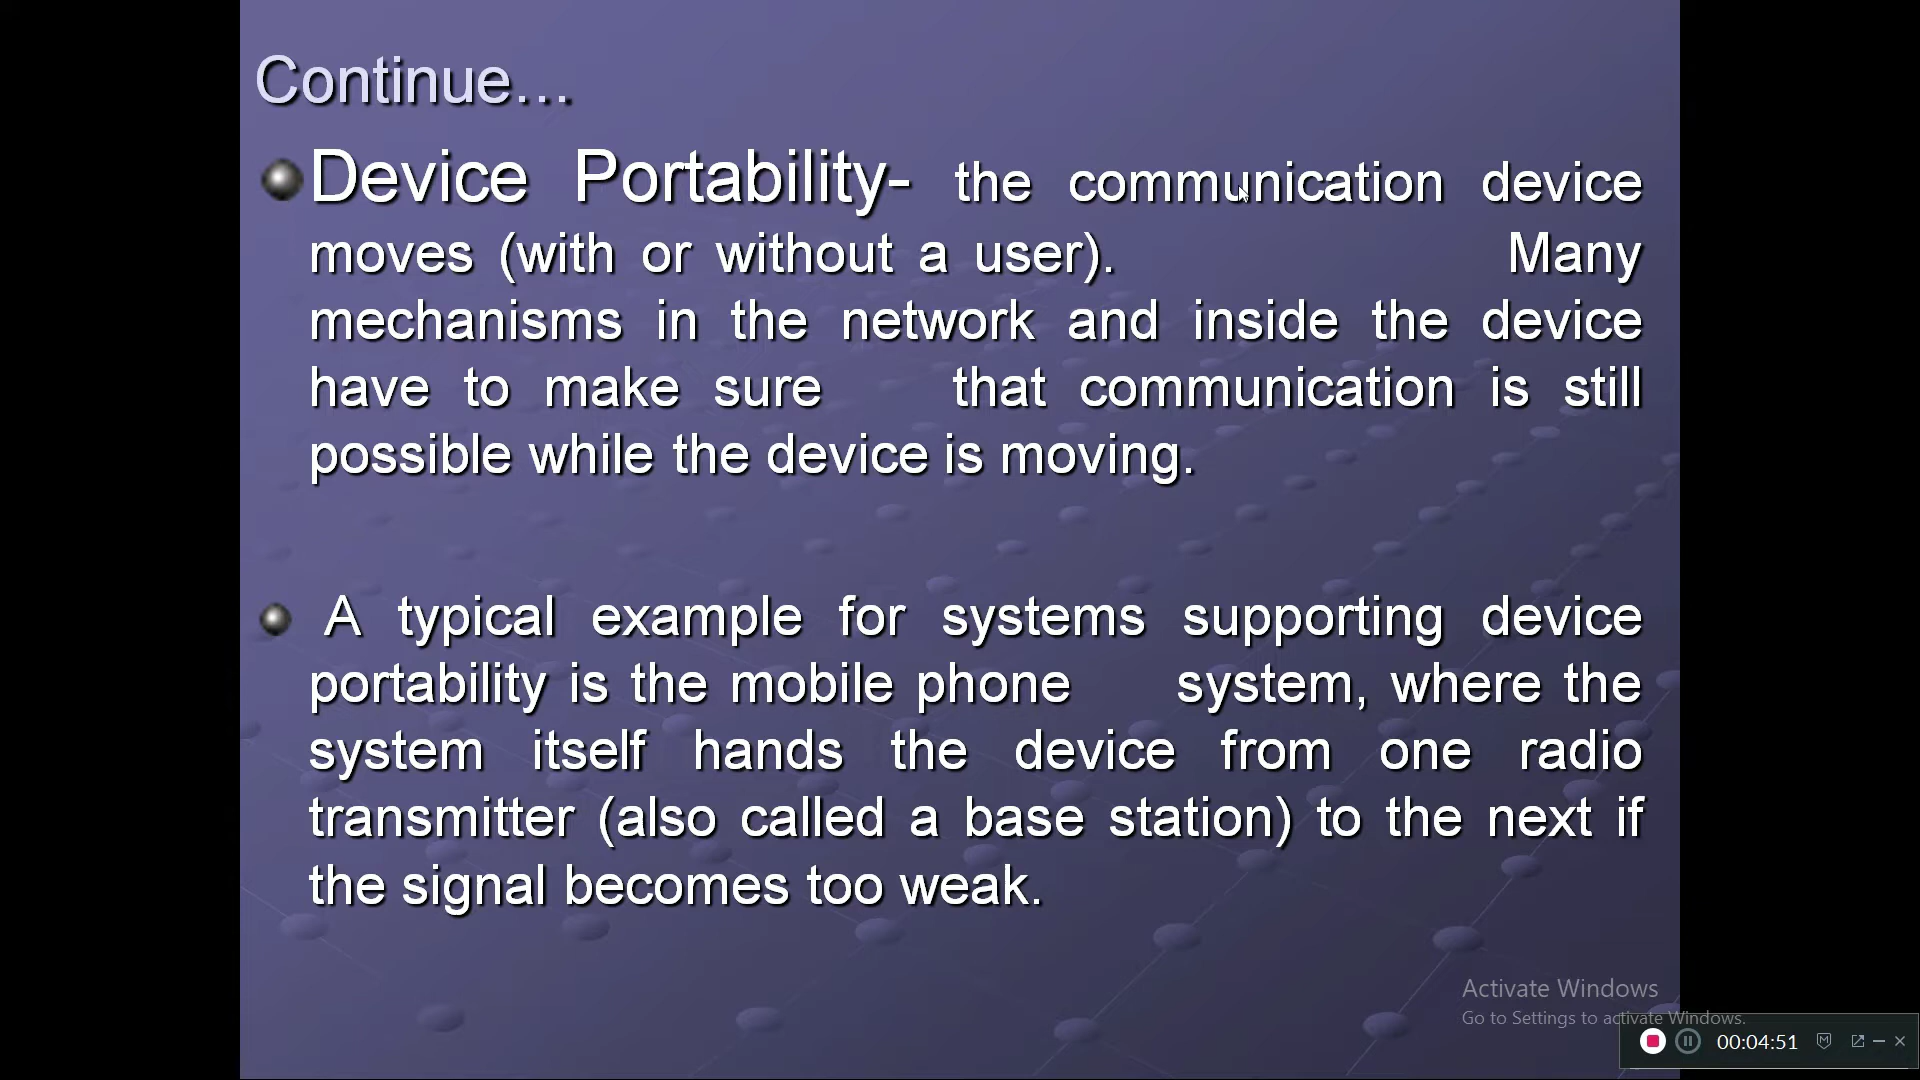 Continue...
Device Portability- the communication device
moves (with or without a user). Many
mechanisms in the network and inside the device
have to make sure that communication is still
possible while the device is moving.
A typical example for systems supporting device
portability is the mobile phone system, where the
system itself hands the device from one radio
transmitter (also called a base station) to the next if
the signal becomes too weak.
Activate Windows
Go to Settings to activate Windows.
00:04:51